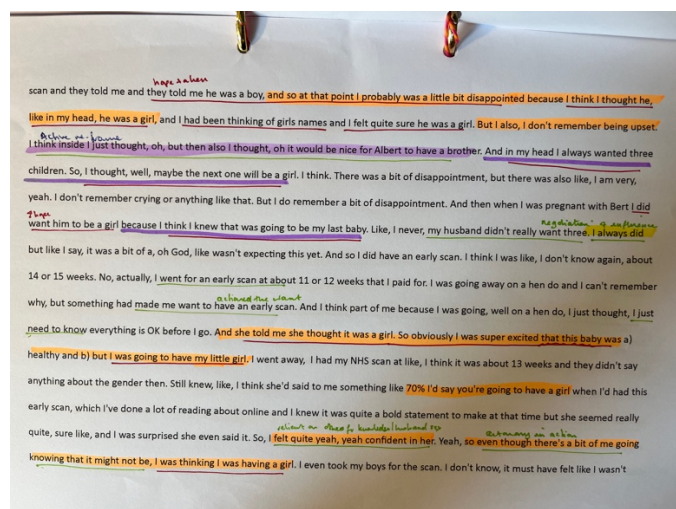 hope taken
scan and they told me and they told me he was a boy, and so at that point I probably was a little bit disappointed because I think I thought he,
like in my head, he was a girl, and I had been thinking of girls names and I felt quite sure he was a girl. But I also, I don't remember being upset.
Active re-frame
I think inside I just thought, oh, but then also I thought, oh it would be nice for Albert to have a brother. And in my head I always wanted three
children. So, I thought, well, maybe the next one will be a girl. I think. There was a bit of disappointment, but there was also like, I am very,
yeah. I don't remember crying or anything like that. But I do remember a bit of disappointment. And then when I was pregnant with Bert I did
hope negotiation of
want him to be a girl because I think I knew that was going to be my last baby. Like, I never, my husband didn't really want three. I always did
but like I say, it was a bit of a, oh God, like wasn't expecting this yet. And so I did have an early scan. I think I was like, I don't know again, about
14 or 15 weeks. No, actually, I went for an early scan at about 11 or 12 weeks that I paid for. I was going away on a hen do and I can't remember
the want
why, but something had made me want to have an early scan. And I think part of me because I was going, well on a hen do, I just thought, I just
need to know everything is OK before I go. And she told me she thought it was a girl. So obviously I was super excited that this baby was a)
healthy and b) but I was going to have my little girl. I went away, I had my NHS scan at like, I think it was about 13 weeks and they didn't say
anything about the gender then. Still knew, like, I think she'd said to me something like 70% I'd say you're going to have a girl when I'd had this
early scan, which I've done a lot of reading about online and I knew it was quite a bold statement to make at that time but she seemed really
reliant on others for knowledge autonomy in action
quite, sure like, and I was surprised she even said it. So, I felt quite yeah, yeah confident in her. Yeah, so even though there's a bit of me going
knowing that it might not be, I was thinking I was having a girl. I even took my boys for the scan. I don't know, it must have felt like I wasn't